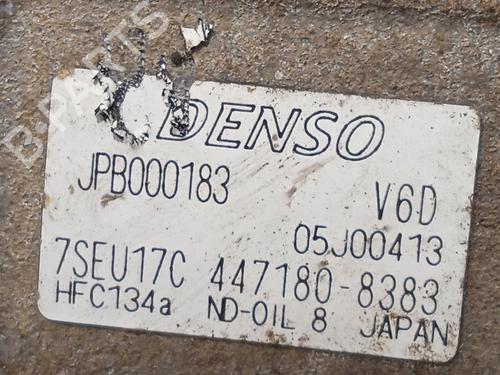 B-PARTS
DENSO
JPB000183
V6D
05J00413
7SEU17C 447180-8383
HFC134a ND-OIL 8 JAPAN